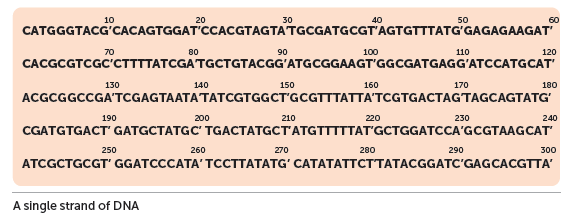 10 20 30 40 50 60
CATGGGTACG'CACAGTGGAT'CCACGTAGTA'TGCGATGCGT'AGTGTTTATG'GAGAGAAGAT'
70 80 90 100 110 120
CACGCGTCGC'CTTTTATCGA'TGCTGTACGG'ATGCGGAAGT'GGCGATGAGG'ATCCATGCAT'
130 140 150 160 170 180
ACGCGGCCGA'TCGAGTAATA'TATCGTGGCT'GCGTTTATTA'TCGTGACTAG'TAGCAGTATG'
190 200 210 220 230 240
CGATGTGACT' GATGCTATGC' TGACTATGCT'ATGTTTTTAT'GCTGGATCCA'GCGTAAGCAT'
250 260 270 280 290 300
ATCGCTGCGT' GGATCCCATA' TCCTTATATG' CATATATTCT'TATACGGATC'GAGCACGTTA'
A single strand of DNA